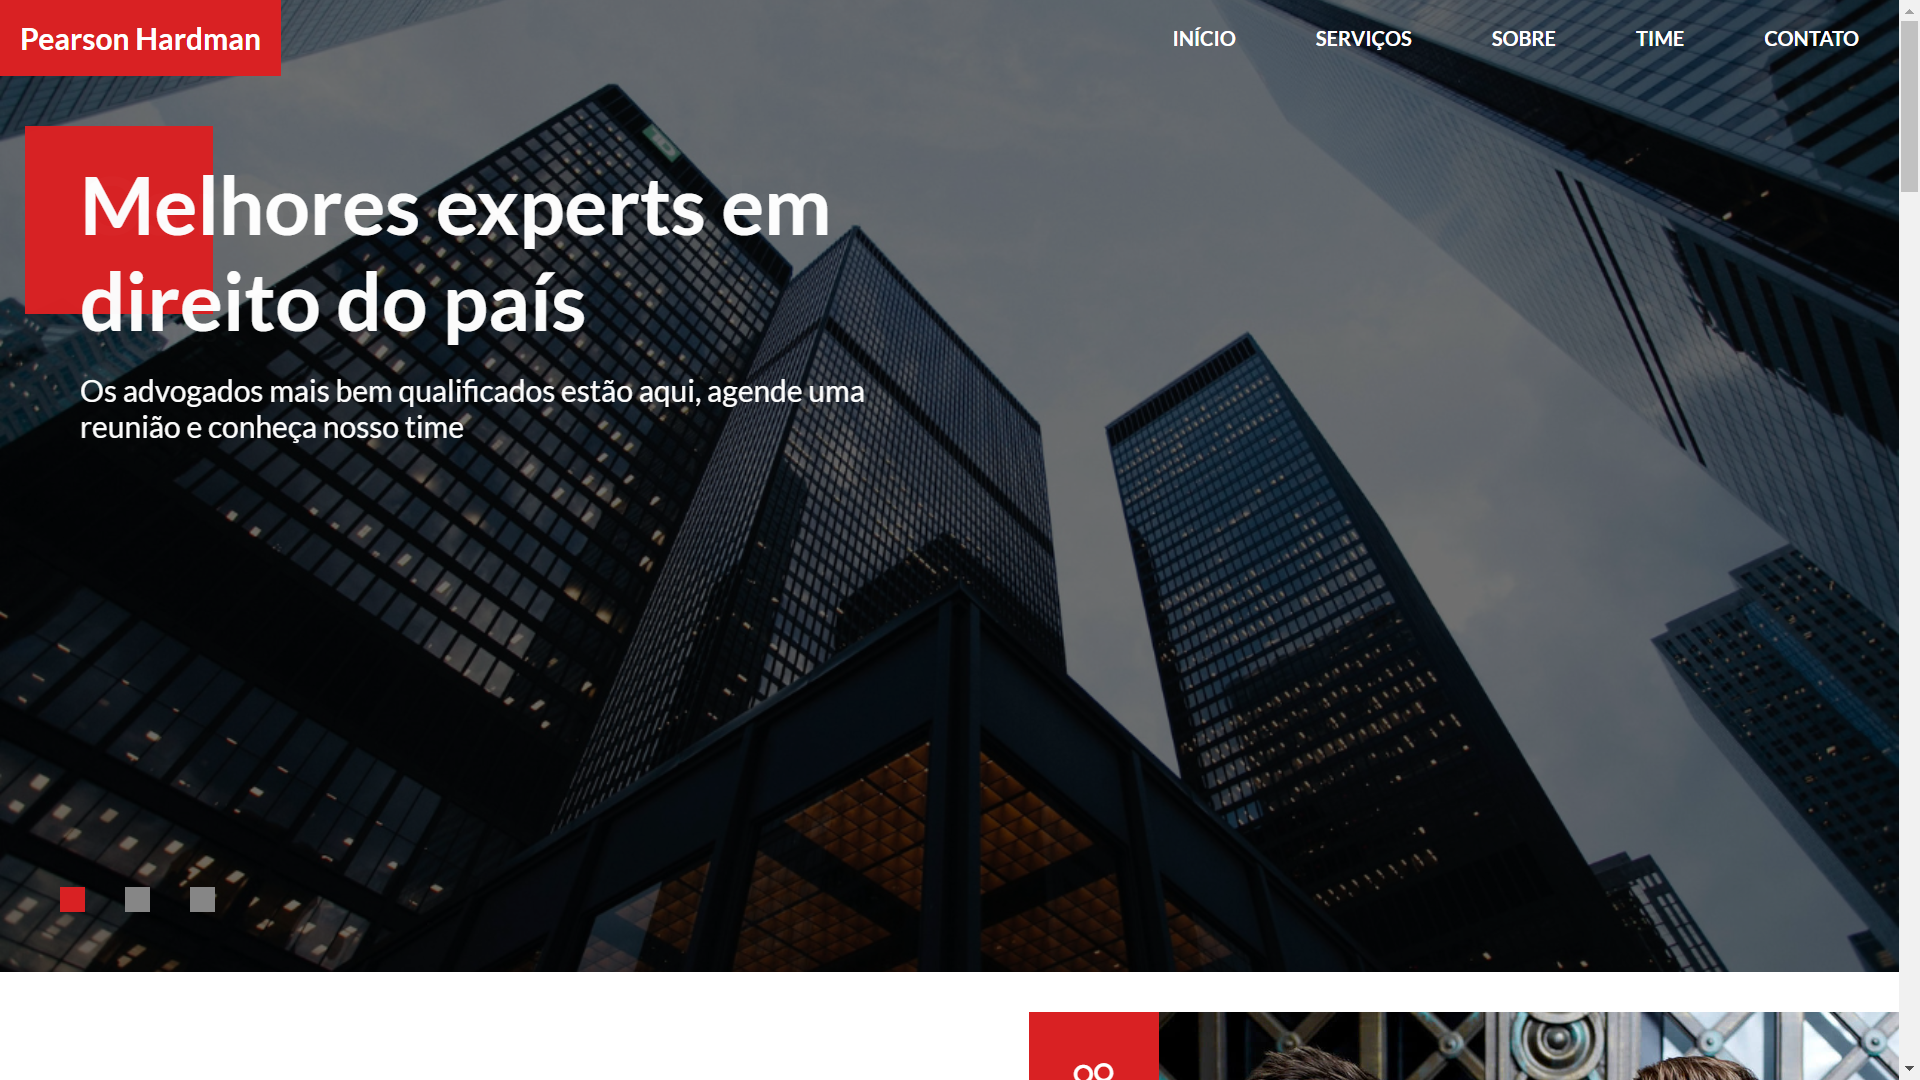 Pearson Hardman
INÍCIO SERVIÇOS SOBRE TIME CONTATO
Melhores experts em
direito do país
Os advogados mais bem qualificados estão aqui, agende uma
reunião e conheça nosso time